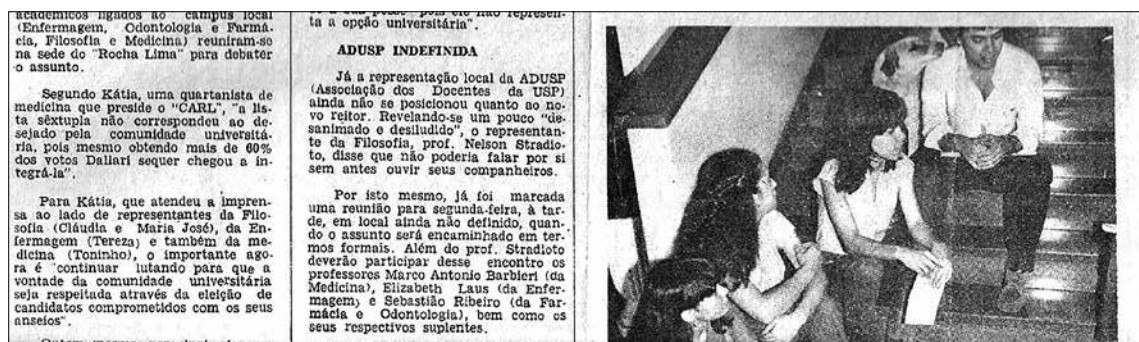 acadêmicos ligados ao campus local
(Enfermagem, Odontologia e Farmá-
cia, Filosofia e Medicina) reuniram-se
na sede do "Rocha Lima" para debater
o assunto.
Segundo Kátia, uma quartanista de
medicina que preside o "CARL", "a lis-
ta sêxtupla não correspondeu ao de-
sejado pela comunidade universitá-
ria, pois mesmo obtendo mais de 60%
dos votos Dallari sequer chegou a in-
tegrá-la".
Para Kátia, que atendeu a impren-
sa ao lado de representantes da Filo-
sofia (Cláudia e Maria José), da En-
fermagem (Tereza) e também da me-
dicina (Toninho), o importante ago-
ra é "continuar lutando para que a
vontade da comunidade universitária
seja respeitada através da eleição de
candidatos comprometidos com os seus
anseios".
ta a opção universitária".
ADUSP INDEFINIDA
Já a representação local da ADUSP
(Associação dos Docentes da USP)
ainda não se posicionou quanto ao no-
vo reitor. Revelando-se um pouco "de-
sanimado e desiludido", o representan-
te da Filosofia, prof. Nelson Stradio-
to, disse que não poderia falar por si
sem antes ouvir seus companheiros.
Por isto mesmo, já foi marcada
uma reunião para segunda-feira, à tar-
de, em local ainda não definido, quan-
do o assunto será encaminhado em ter-
mos formais. Além do prof. Stradioto
deverão participar desse encontro os
professores Marco Antonio Barbieri (da
Medicina), Elizabeth Laus (da Enfer-
magem) e Sebastião Ribeiro (da Far-
mácia e Odontologia), bem como os
seus respectivos suplentes.